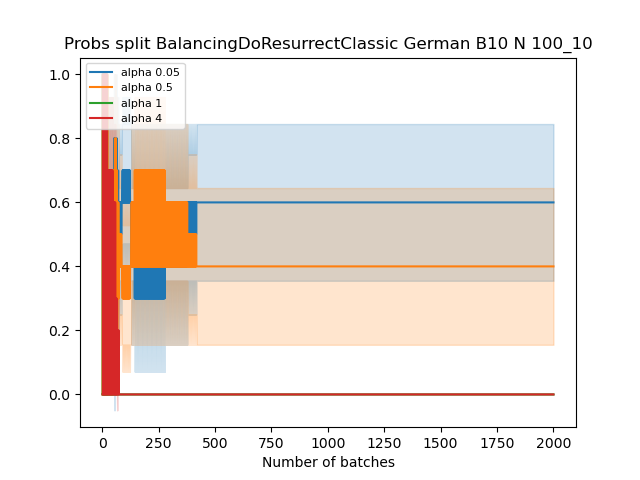 Probs split BalancingDoResurrectClassic German B10 N 100_10
alpha 0.05
alpha 0.5
alpha 1
alpha 4
1.0
0.8
0.6
0.4
0.2
0.0
0 250 500 750 1000 1250 1500 1750 2000
Number of batches